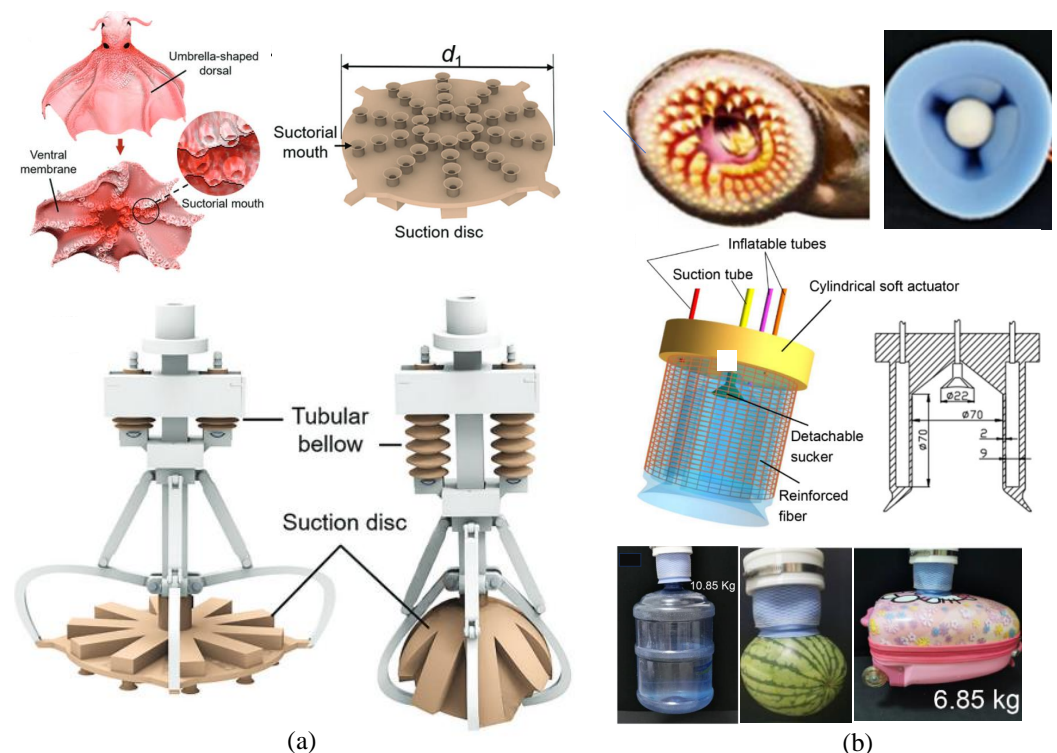 Umbrella-shaped
dorsal
Ventral
membrane
Suctorial mouth
d1
Suctorial
mouth
Suction disc
Tubular
bellow
Suction disc
(a)
Inflatable tubes
Suction tube
Cylindrical soft actuator
Detachable
sucker
Reinforced
fiber
ø22
ø70
ø70
2
9
10.85 Kg
6.85 kg
(b)